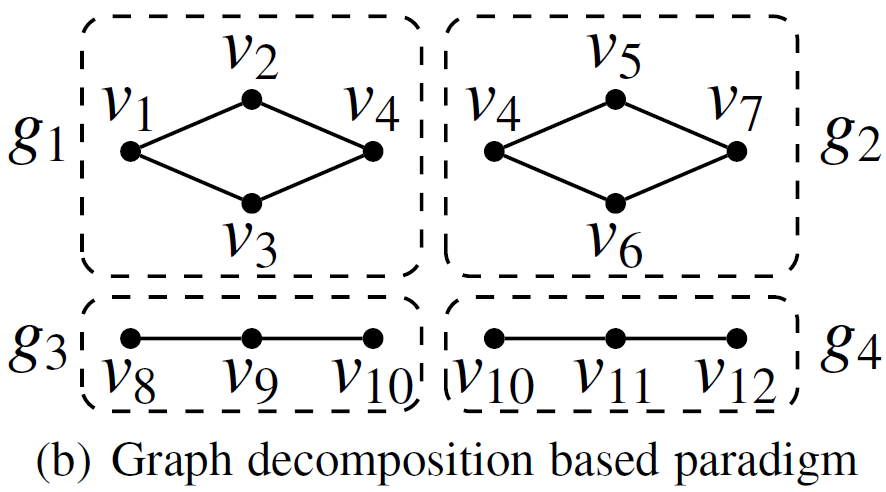 v2 v5
v1 v4 v4 v7
g1 g2
v3 v6
g3 g4
v8 v9 v10 v10 v11 v12
(b) Graph decomposition based paradigm